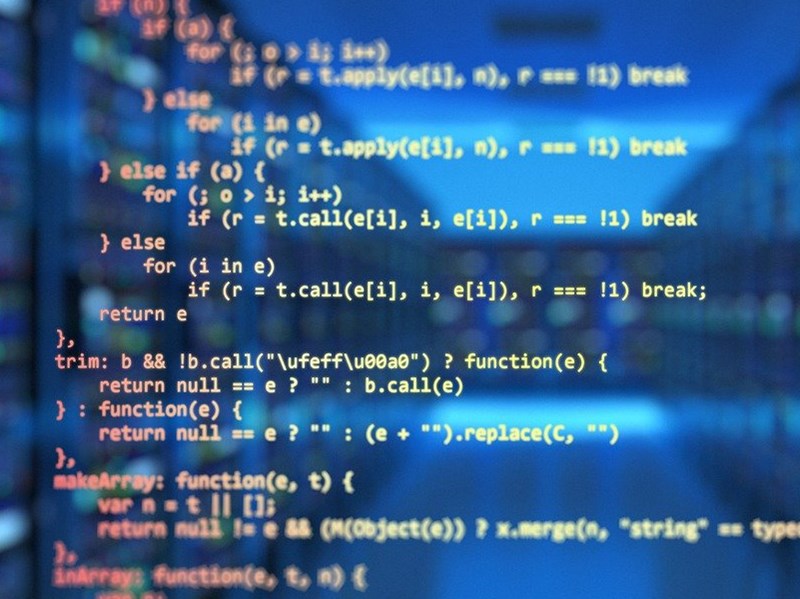 if (n) {
if (a) {
for (; o > i; i++)
if (r = t.apply(e[i], n), r === !1) break
} else
for (i in e)
if (r = t.apply(e[i], n), r === !1) break
} else if (a) {
for (; o > i; i++)
if (r = t.call(e[i], i, e[i]), r === !1) break
} else
for (i in e)
if (r = t.call(e[i], i, e[i]), r === !1) break;
return e
},
trim: b && !b.call("\ufeff\u00a0") ? function(e) {
return null == e ? "" : b.call(e)
} : function(e) {
return null == e ? "" : (e + "").replace(C, "")
},
makeArray: function(e, t) {
var n = t || [];
return null != e && (M(Object(e)) ? x.merge(n, "string" == type
},
inArray: function(e, t, n) {